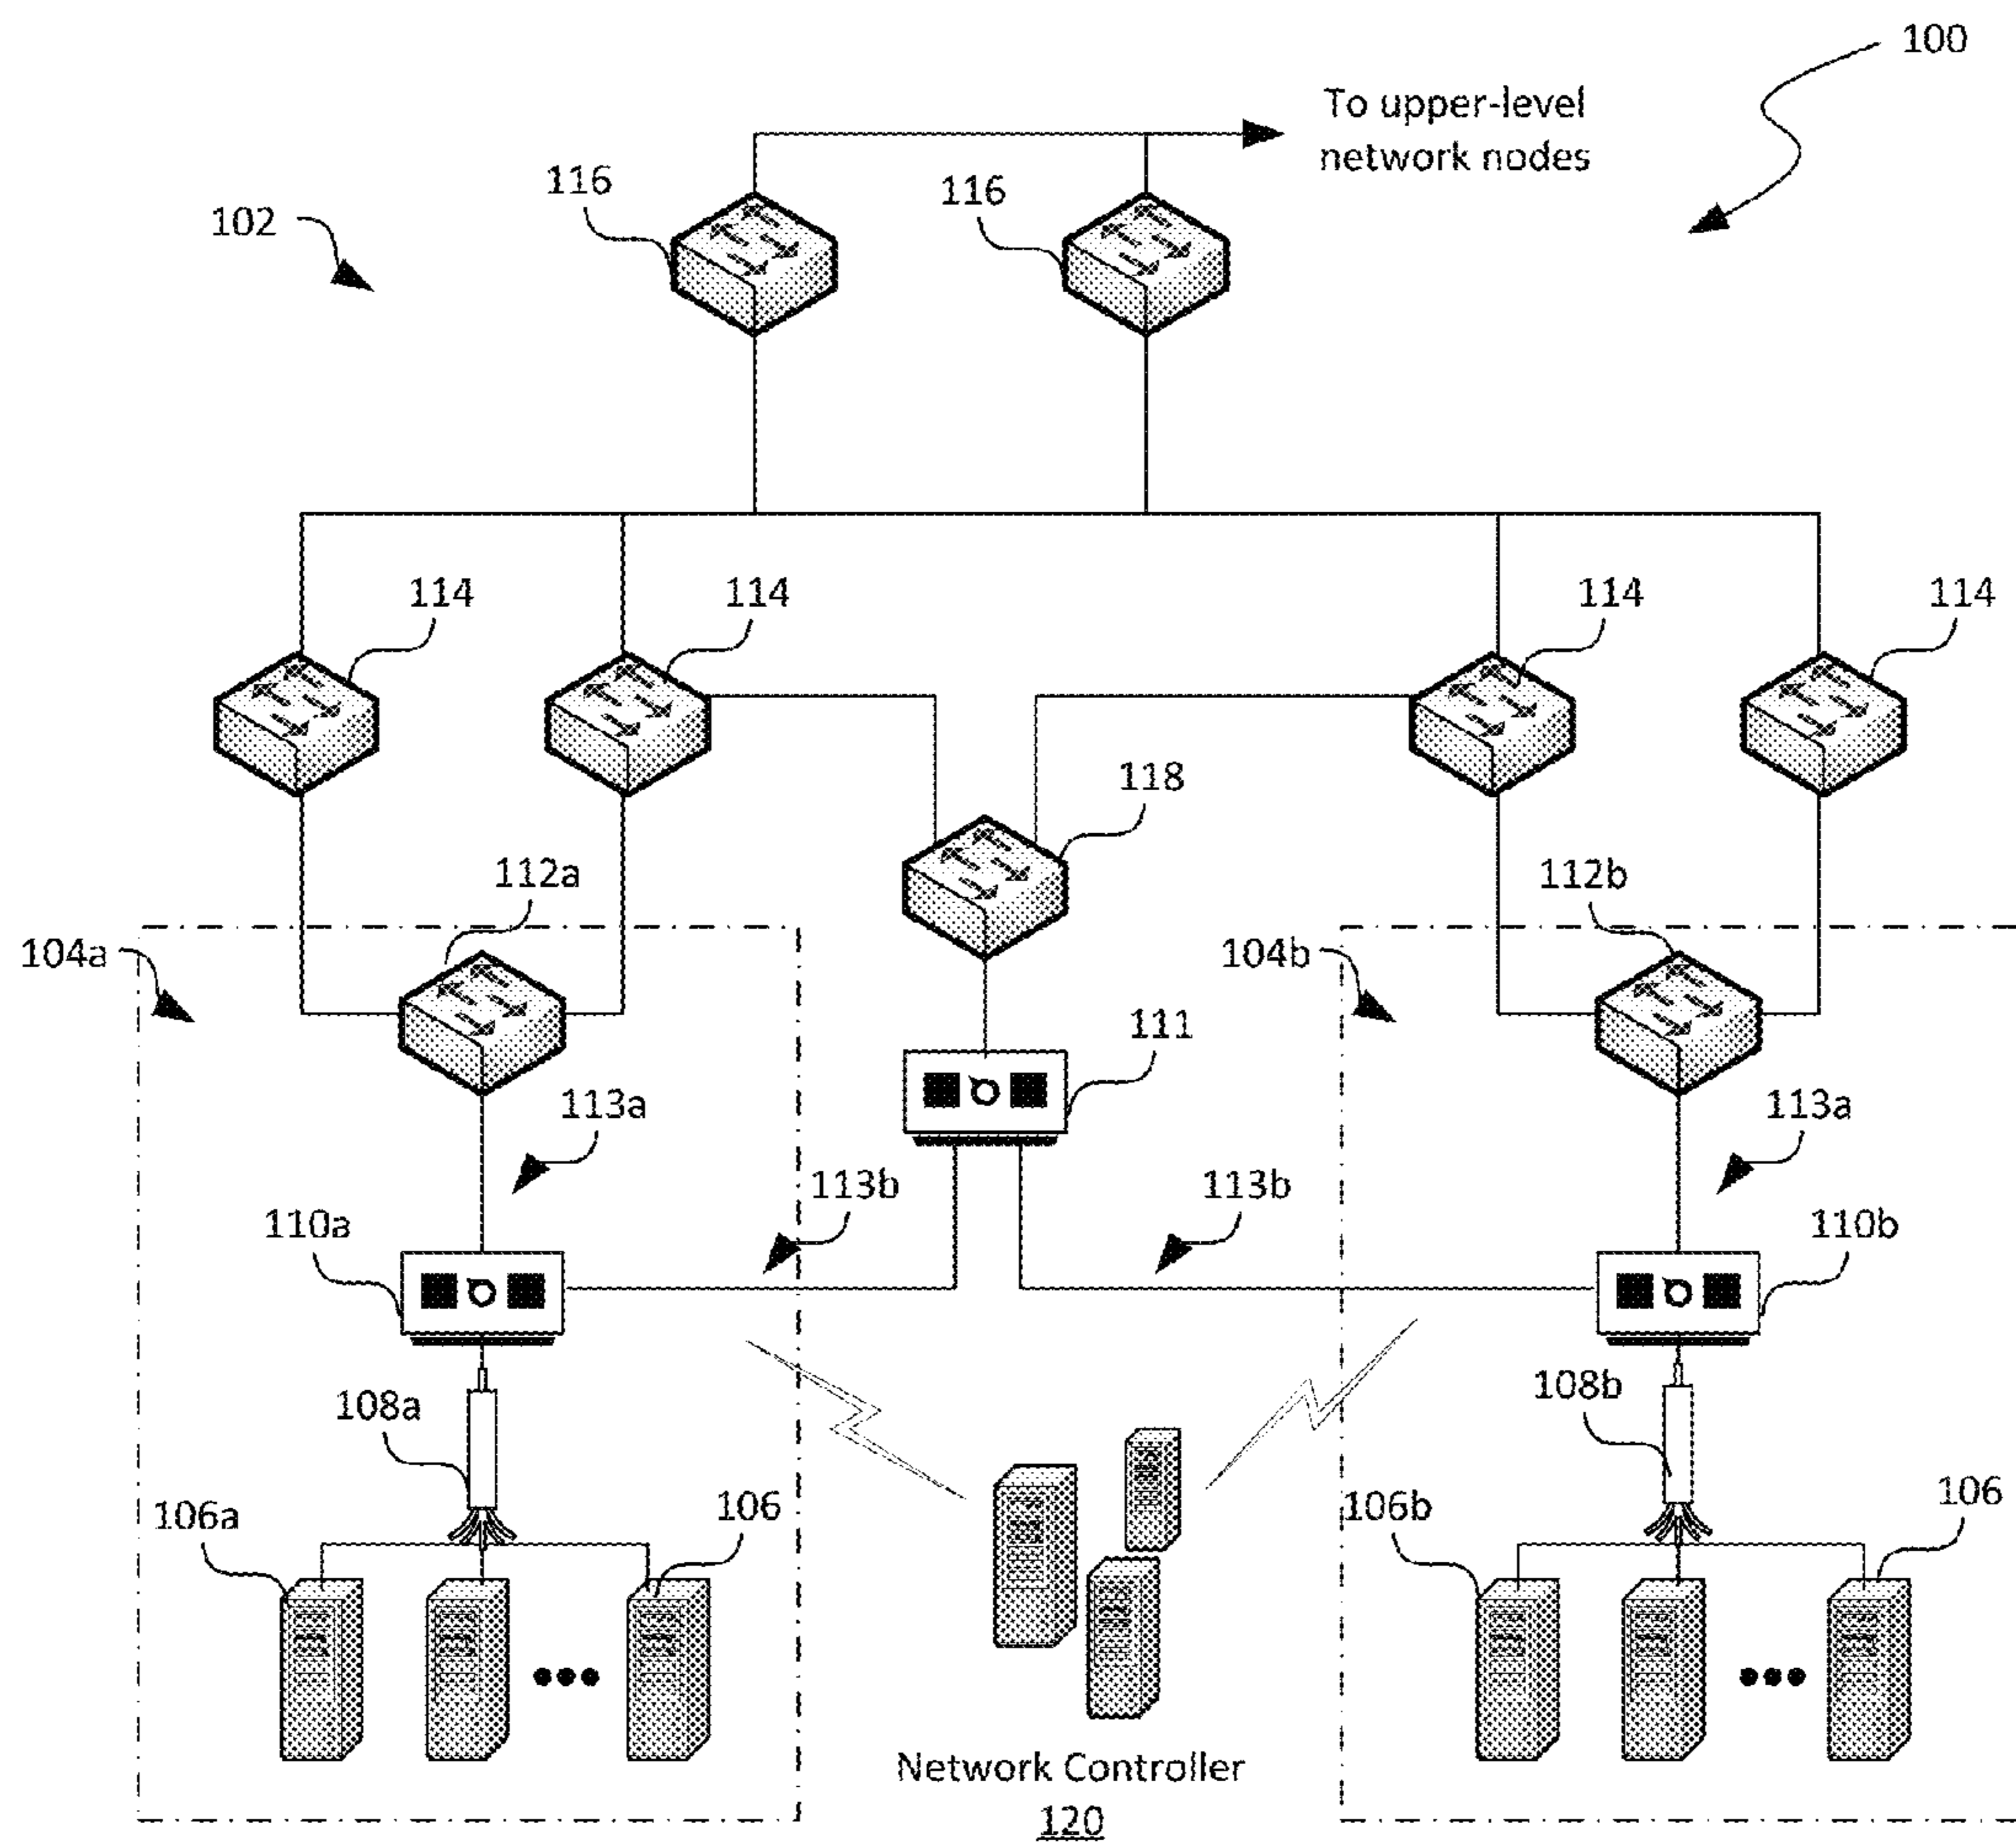 100
To upper-level
network nodes
116
116
102
114
114
114
114
118
112a
112b
104a
104b
111
113a
113a
113b
113b
110a
110b
108a
108b
106a
106
106b
106
Network Controller
120